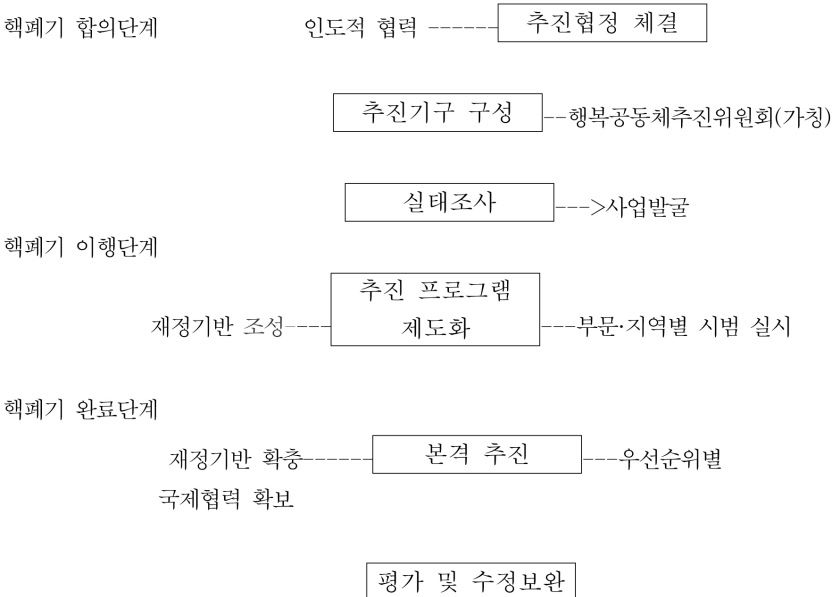 핵폐기 합의단계 인도적 협력 ------ 추진협정 체결
추진기구 구성 --행복공동체추진위원회(가칭)
실태조사 --->사업발굴
핵폐기 이행단계
추진 프로그램
재정기반 조성---- 제도화 ---부문·지역별 시범 실시
핵폐기 완료단계
재정기반 확충------ 본격 추진 ---우선순위별
국제협력 확보
평가 및 수정보완